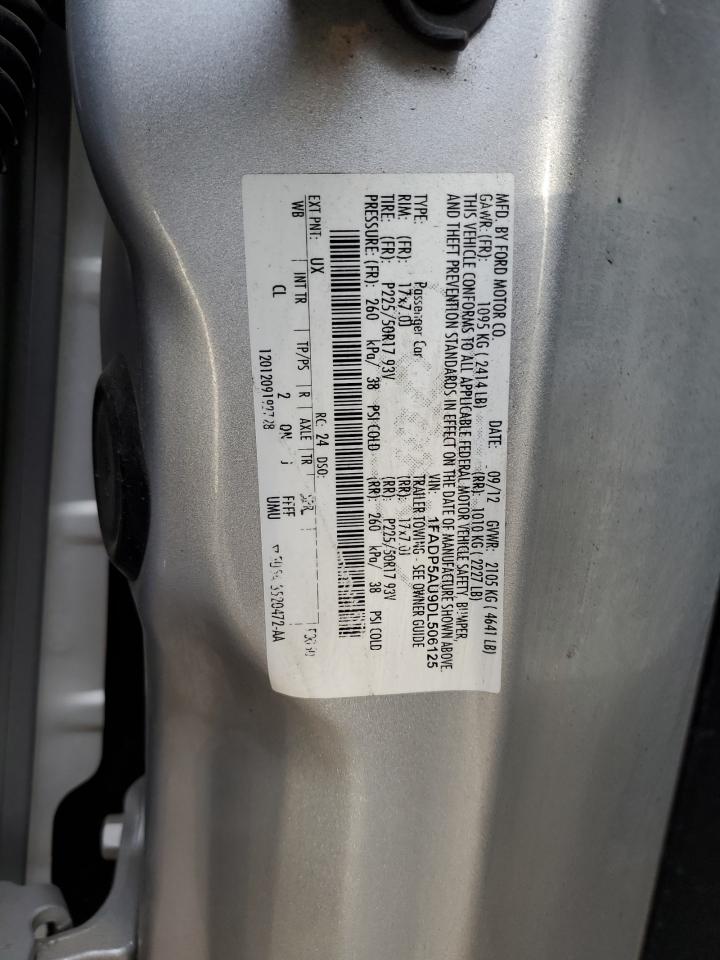 MFD. BY FORD MOTOR CO.
DATE: 09/12 GVWR: 2105 KG ( 4641 LB)
GAWR: (FR): 1095 KG ( 2414 LB) (RR): 1010 KG ( 2227 LB)
THIS VEHICLE CONFORMS TO ALL APPLICABLE FEDERAL MOTOR VEHICLE SAFETY, BUMPER,
AND THEFT PREVENTION STANDARDS IN EFFECT ON THE DATE OF MANUFACTURE SHOWN ABOVE.
VIN: 1FADP5AU9DL506125
TYPE: Passenger Car TRAILER TOWING - SEE OWNER GUIDE
RIM: (FR): 17x7.0J (RR): 17x7.0J
TIRE: (FR): P225/50R17 93V (RR): P225/50R17 93V
PRESSURE: (FR): 260 kPa/ 38 PSI COLD (RR): 260 kPa/ 38 PSI COLD
EXT PNT: UX RC: 24 DSO:
WB INT TR TP/PS R AXLE TR SPR
CL 2 QN J FFFF UMU
120120919
3520472-AA